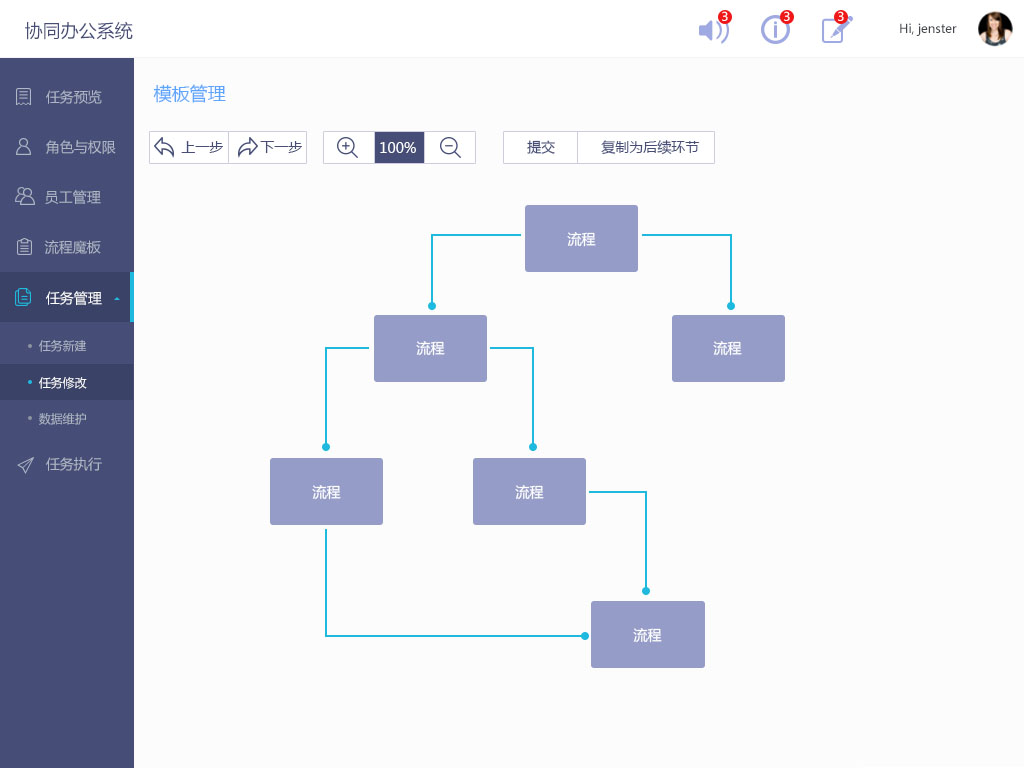 协同办公系统
3
3
3
Hi, jenster
任务预览
角色与权限
员工管理
流程魔板
任务管理
任务新建
任务修改
数据维护
任务执行
模板管理
上一步
下一步
100%
提交
复制为后续环节
流程
流程
流程
流程
流程
流程